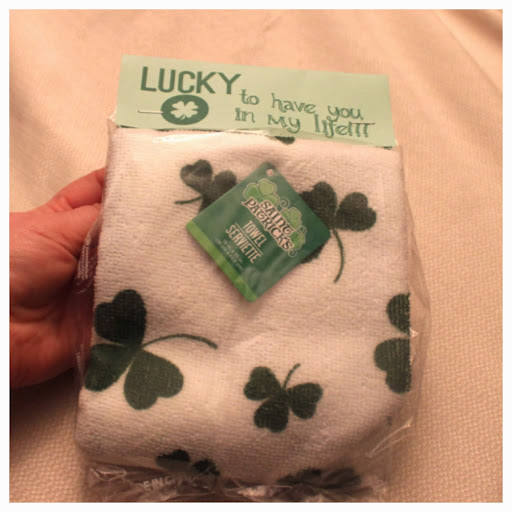 LUCKY
to have you
in my life!!!
SAINT
PATRICK'S
TOWEL
SERVIETTE